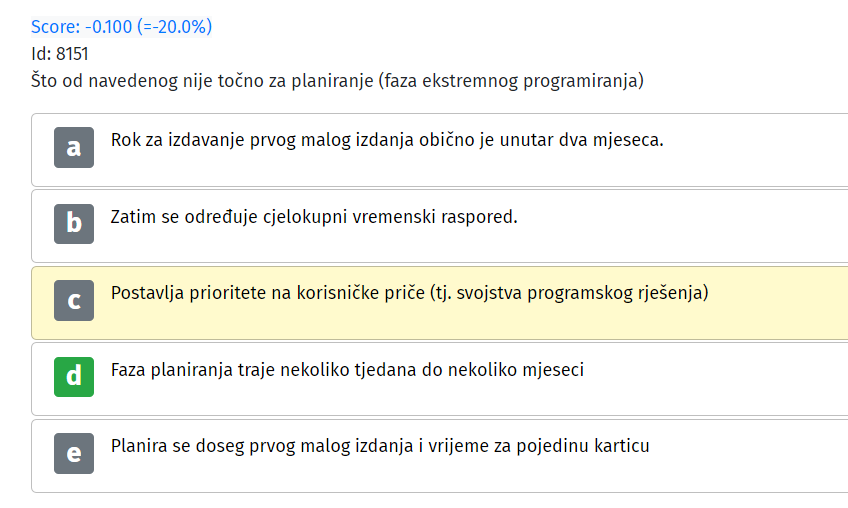 Score: -0.100 (=-20.0%)
Id: 8151
Što od navedenog nije točno za planiranje (faza ekstremnog programiranja)
a Rok za izdavanje prvog malog izdanja obično je unutar dva mjeseca.
b Zatim se određuje cjelokupni vremenski raspored.
c Postavlja prioritete na korisničke priče (tj. svojstva programskog rješenja)
d Faza planiranja traje nekoliko tjedana do nekoliko mjeseci
e Planira se doseg prvog malog izdanja i vrijeme za pojedinu karticu